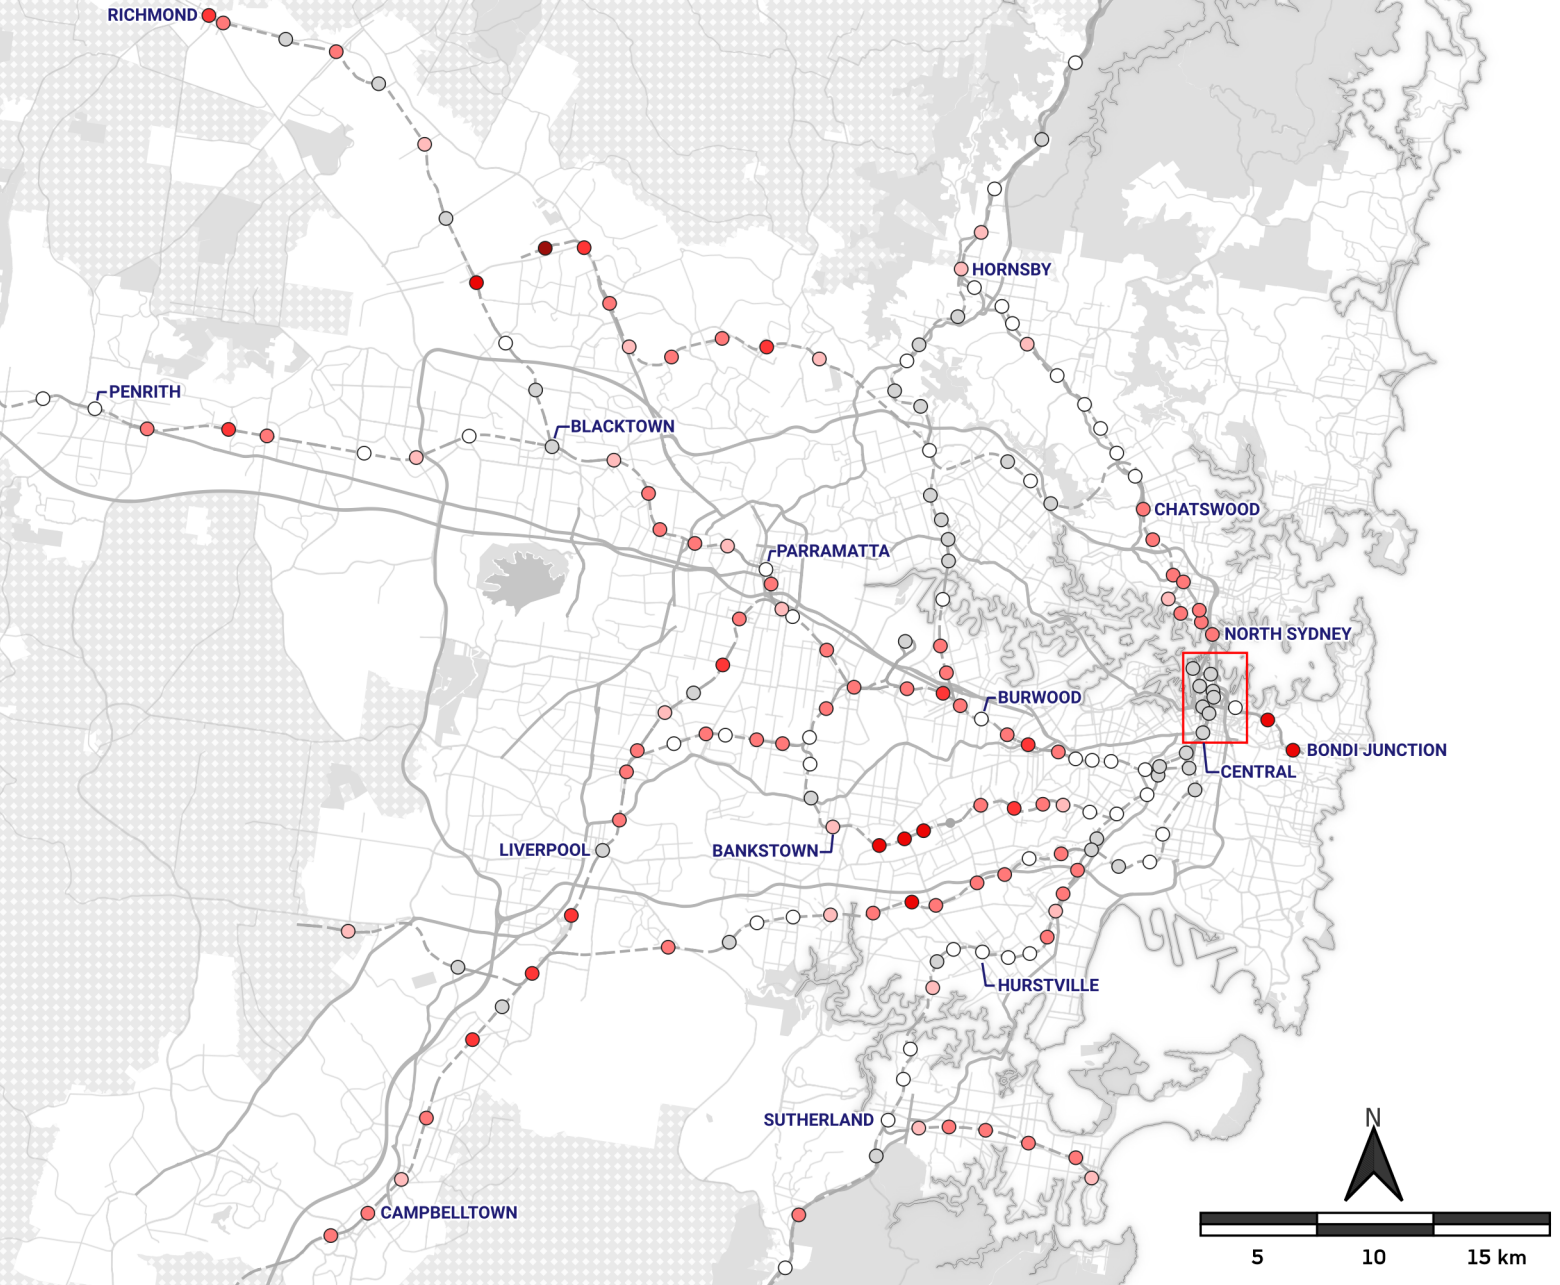 RICHMOND
HORNSBY
PENRITH
BLACKTOWN
CHATSWOOD
PARRAMATTA
NORTH SYDNEY
BURWOOD
BONDI JUNCTION
CENTRAL
LIVERPOOL
BANKSTOWN
HURSTVILLE
SUTHERLAND
N
CAMPBELLTOWN
5 10 15 km